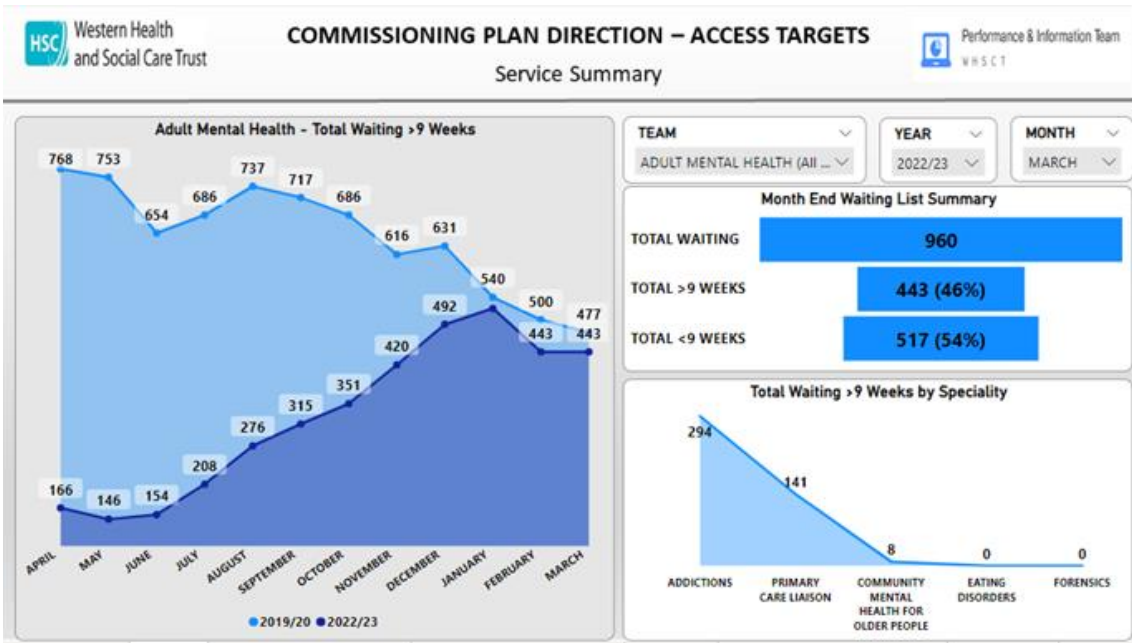 HSC
Western Health
and Social Care Trust
COMMISSIONING PLAN DIRECTION – ACCESS TARGETS
Service Summary
Performance & Information Team
WHSCT
Adult Mental Health - Total Waiting >9 Weeks
768
753
654
686
737
717
686
616
631
540
500
477
166
146
154
208
276
315
351
420
492
443
443
APRIL
MAY
JUNE
JULY
AUGUST
SEPTEMBER
OCTOBER
NOVEMBER
DECEMBER
JANUARY
FEBRUARY
MARCH
2019/20
2022/23
TEAM
ADULT MENTAL HEALTH (All ...
YEAR
2022/23
MONTH
MARCH
Month End Waiting List Summary
TOTAL WAITING
960
TOTAL >9 WEEKS
443 (46%)
TOTAL <9 WEEKS
517 (54%)
Total Waiting >9 Weeks by Speciality
294
141
8
0
0
ADDICTIONS
PRIMARY
CARE LIAISON
COMMUNITY
MENTAL
HEALTH FOR
OLDER PEOPLE
EATING
DISORDERS
FORENSICS